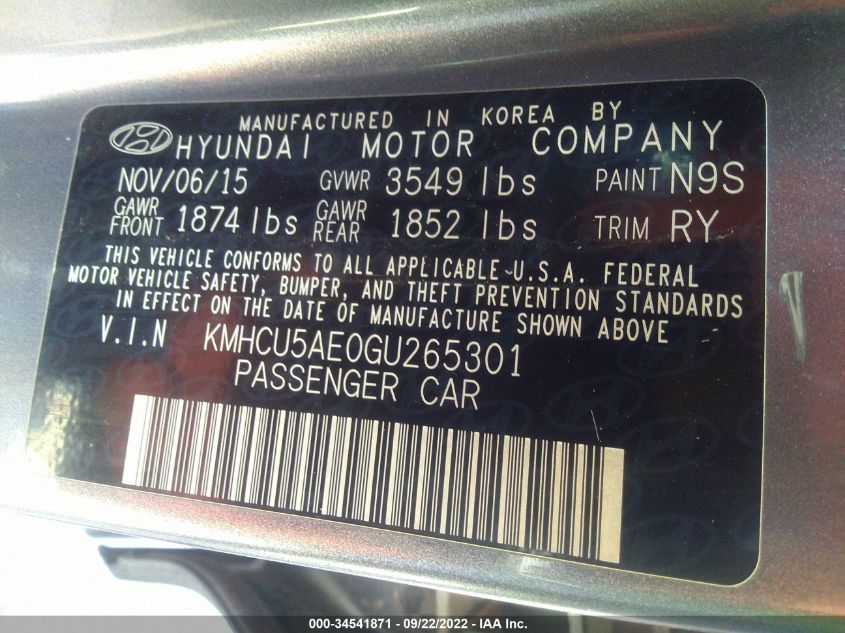 MANUFACTURED IN KOREA BY
HYUNDAI MOTOR COMPANY
NOV/06/15 GVWR 3549 lbs PAINT N9S
GAWR FRONT 1874 lbs GAWR REAR 1852 lbs TRIM RY
THIS VEHICLE CONFORMS TO ALL APPLICABLE U.S.A. FEDERAL
MOTOR VEHICLE SAFETY, BUMPER, AND THEFT PREVENTION STANDARDS
IN EFFECT ON THE DATE OF MANUFACTURE SHOWN ABOVE
V.I.N KMHCU5AE0GU265301
PASSENGER CAR
000-34541871 - 09/22/2022 - IAA Inc.